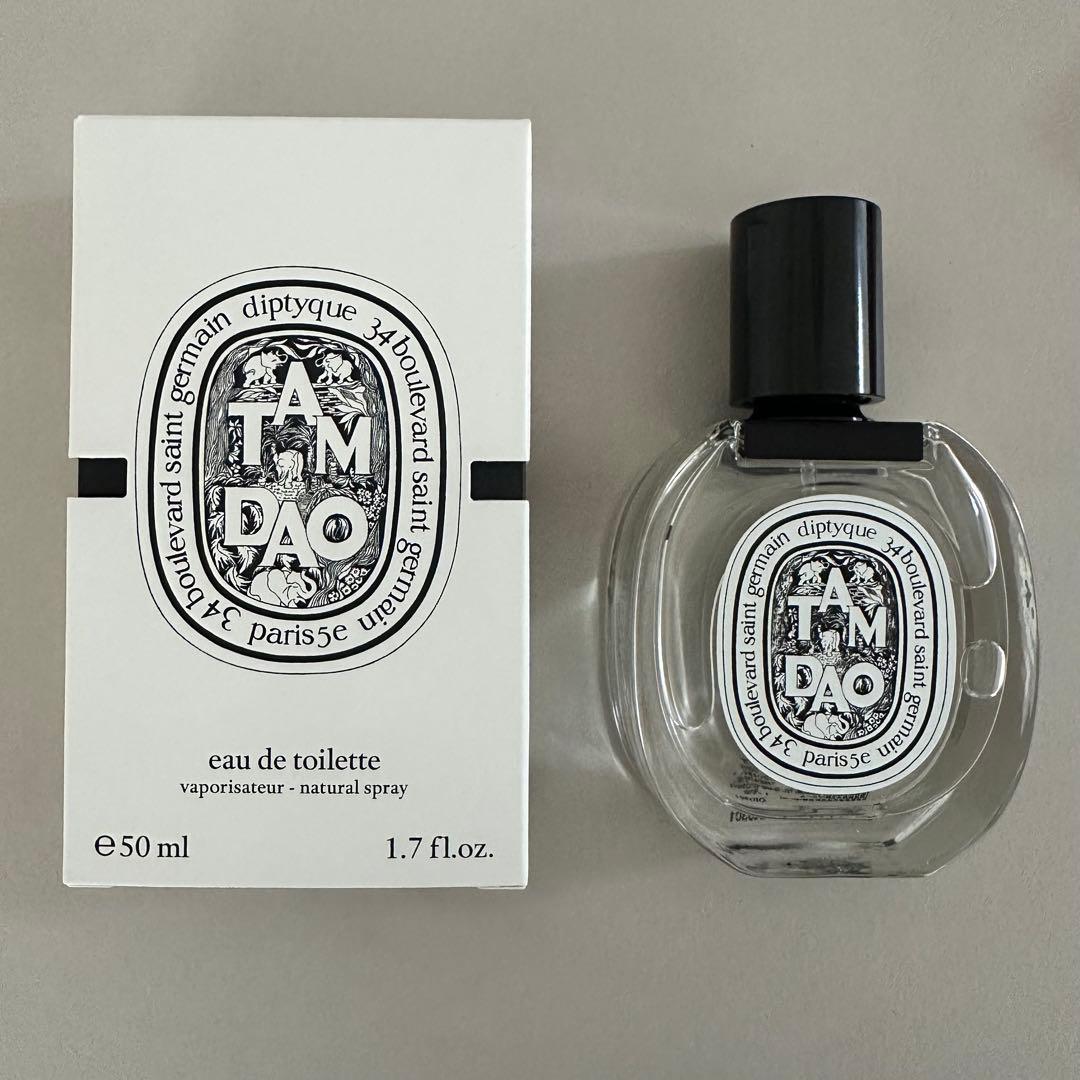 diptyque 34 boulevard saint germain paris 5e 34 boulevard saint germain
TAM
DAO
eau de toilette
vaporisateur - natural spray
e 50 ml
1.7 fl.oz.
diptyque 34 boulevard saint germain paris 5e 34 boulevard saint germain
TAM
DAO